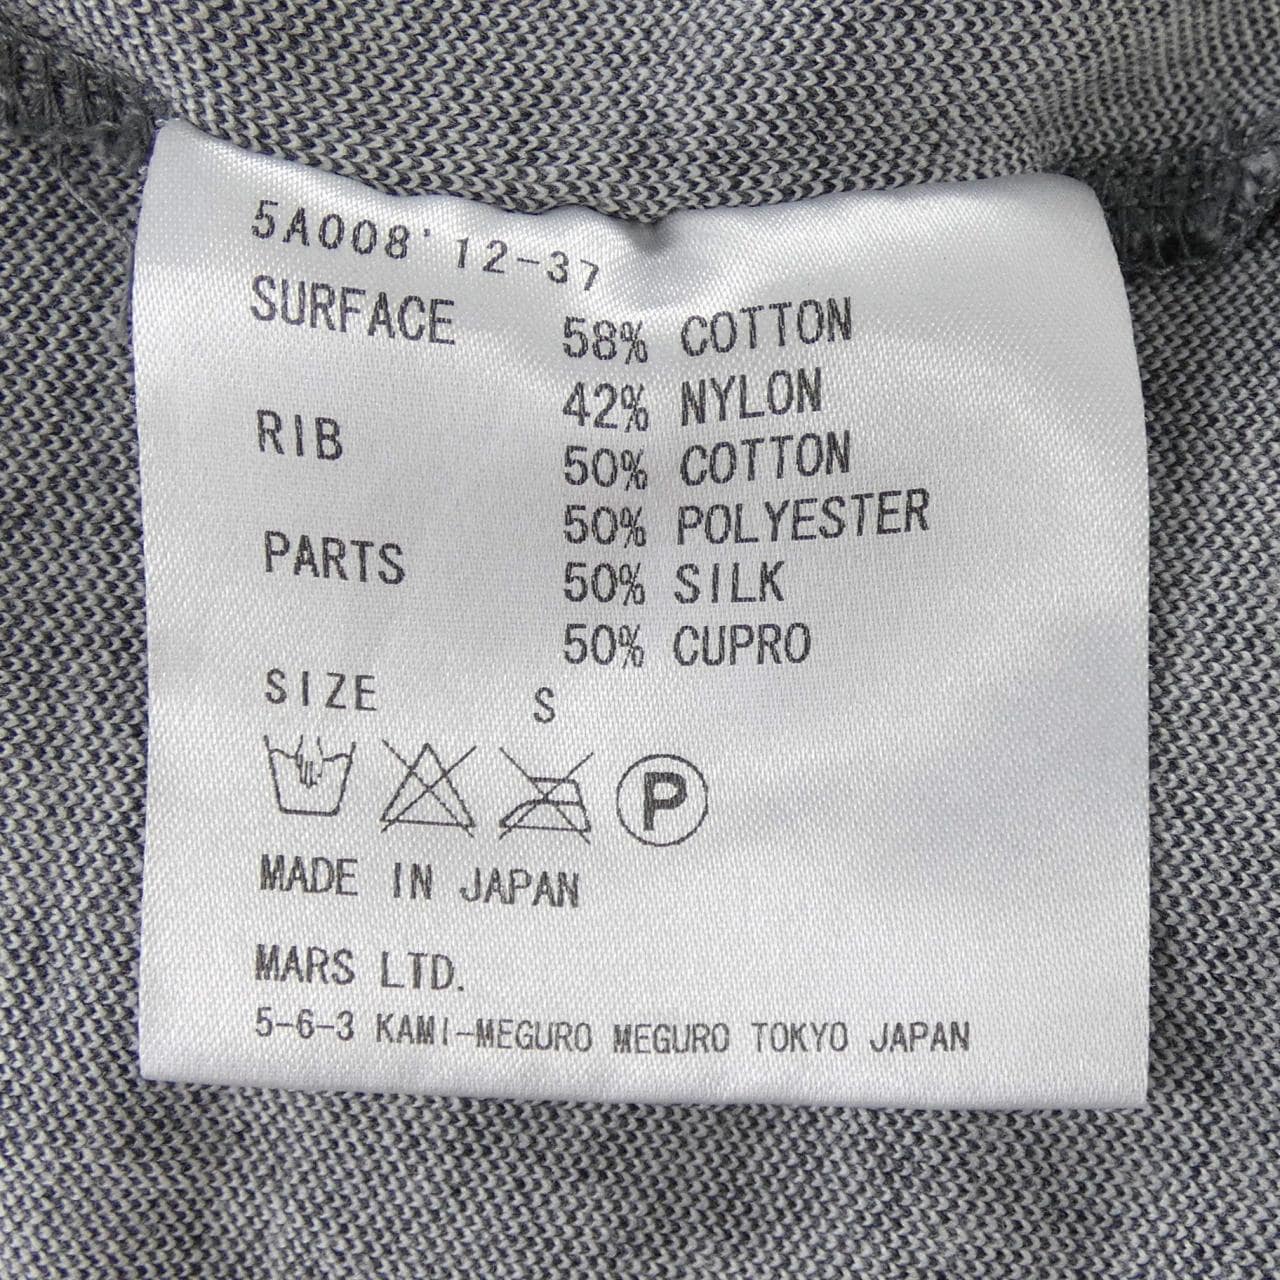 5A008' 12-37
SURFACE 58% COTTON
42% NYLON
RIB 50% COTTON
50% POLYESTER
PARTS 50% SILK
50% CUPRO
SIZE S
P
MADE IN JAPAN
MARS LTD.
5-6-3 KAMI-MEGURO MEGURO TOKYO JAPAN